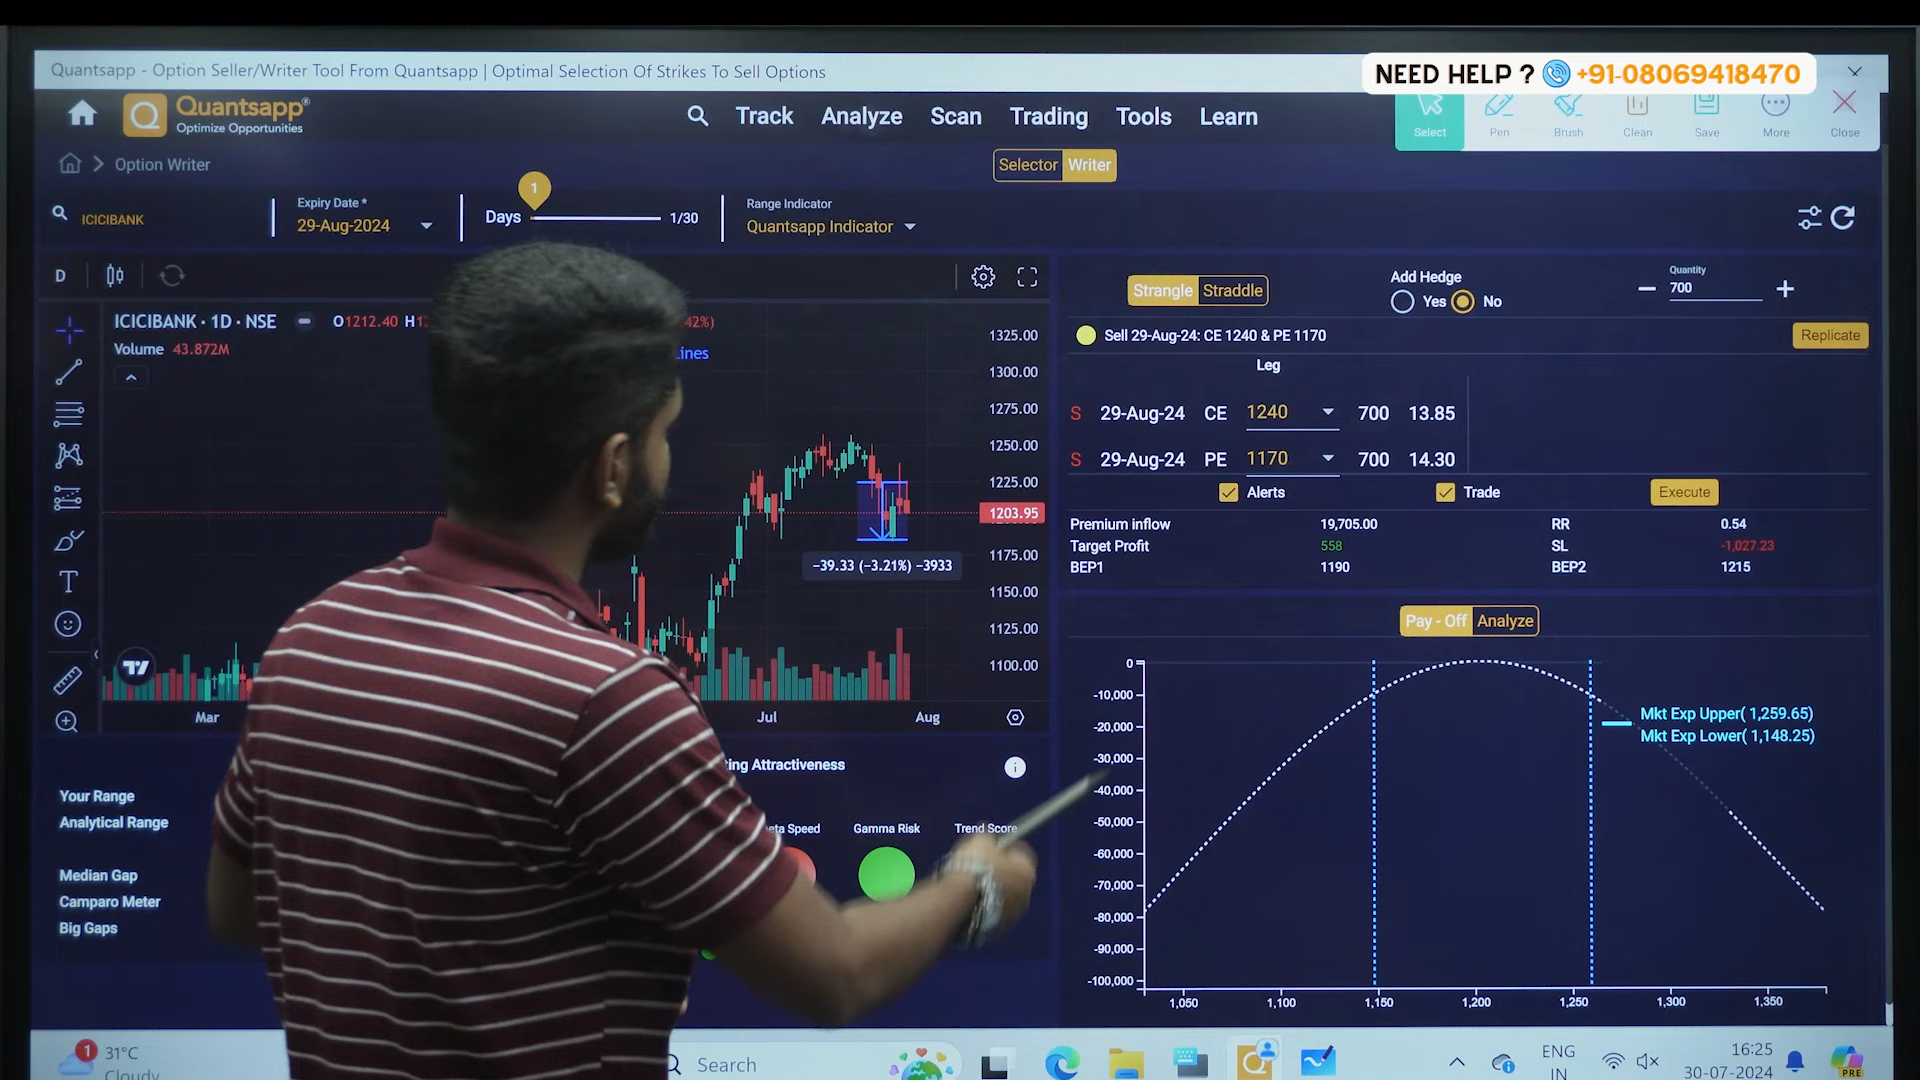 Quantsapp - Option Seller/Writer Tool From Quantsapp | Optimal Selection Of Strikes To Sell Options
NEED HELP ? +91-08069418470
Quantsapp®
Optimize Opportunities
Track Analyze Scan Trading Tools Learn
Select Pen Brush Clean Save More Close
Option Writer
Selector Writer
ICICIBANK
Expiry Date *
29-Aug-2024
Days
1
1/30
Range Indicator
Quantsapp Indicator
D
ICICIBANK · 1D · NSE
O1212.40 H1
42%)
Volume 43.872M
1325.00
1300.00
1275.00
1250.00
1225.00
1203.95
1175.00
1150.00
1125.00
1100.00
−39.33 (−3.21%) −3933
Mar
Jul
Aug
Your Range
Analytical Range
Median Gap
Camparo Meter
Big Gaps
Attractiveness
Speed
Gamma Risk
Trend Score
Strangle Straddle
Add Hedge
Yes No
Quantity
700
Sell 29-Aug-24: CE 1240 & PE 1170
Replicate
Leg
S 29-Aug-24 CE 1240 700 13.85
S 29-Aug-24 PE 1170 700 14.30
Alerts Trade Execute
Premium inflow 19,705.00 RR 0.54
Target Profit 558 SL -1,027.23
BEP1 1190 BEP2 1215
Pay - Off Analyze
0
-10,000
-20,000
-30,000
-40,000
-50,000
-60,000
-70,000
-80,000
-90,000
-100,000
Mkt Exp Upper( 1,259.65)
Mkt Exp Lower( 1,148.25)
1,050 1,100 1,150 1,200 1,250 1,300 1,350
1
31°C
Cloudy
Search
ENG
IN
16:25
30-07-2024
PRE